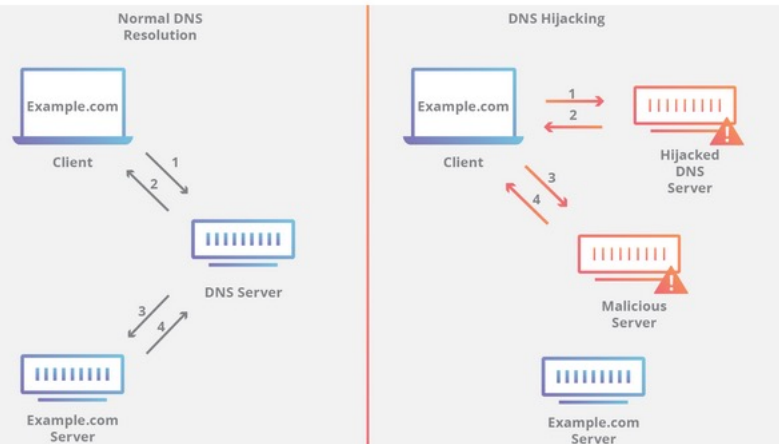 Normal DNS
Resolution
Example.com
Client
1
2
DNS Server
3
4
Example.com
Server
DNS Hijacking
Example.com
Client
1
2
Hijacked
DNS
Server
3
4
Malicious
Server
Example.com
Server